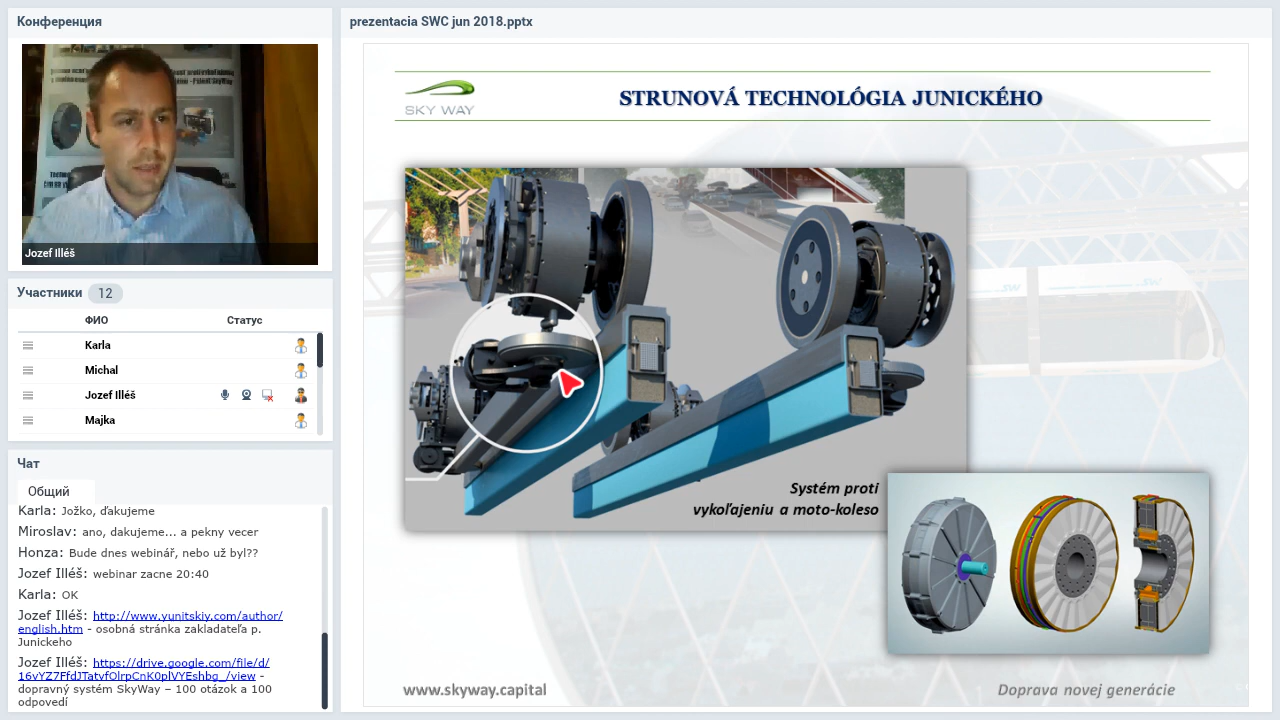 Конференция
Jozef Illéš
Участники 12
ФИО Статус
Karla
Michal
Jozef Illéš
Majka
Чат
Общий
Karla: Jožko, ďakujeme
Miroslav: ano, dakujeme... a pekny vecer
Honza: Bude dnes webinář, nebo už byl??
Jozef Illéš: webinar zacne 20:40
Karla: OK
Jozef Illéš: http://www.yunitskiy.com/author/
english.htm - osobná stránka zakladateľa p.
Junickeho
Jozef Illéš: https://drive.google.com/file/d/
16vYZ7FfdJTatvfOlrpCnK0plVYEshbg_/view -
dopravný systém SkyWay – 100 otázok a 100
odpovedí
prezentacia SWC jun 2018.pptx
SKY WAY
STRUNOVÁ TECHNOLÓGIA JUNICKÉHO
Systém proti
vykoľajeniu a moto-koleso
www.skyway.capital
Doprava novej generácie